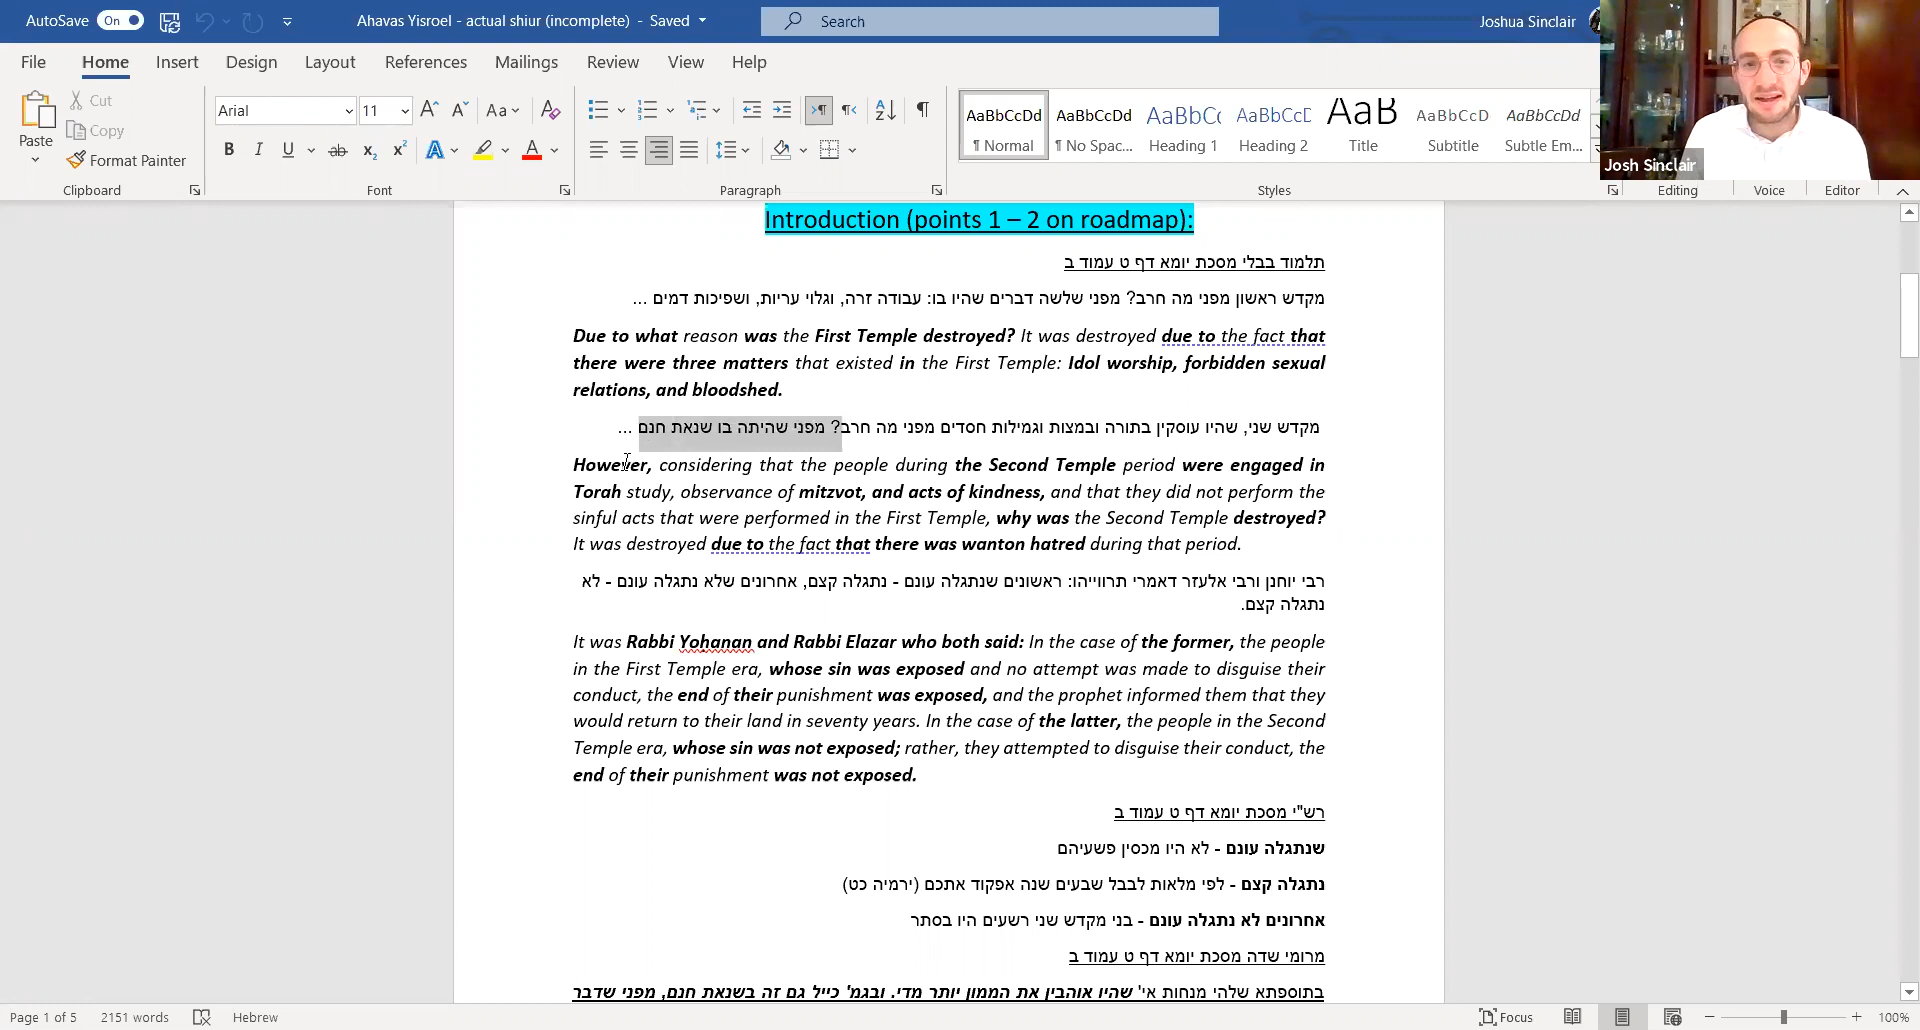 AutoSave On Ahavas Yisroel - actual shiur (incomplete) - Saved Search Joshua Sinclair
File Home Insert Design Layout References Mailings Review View Help
Paste Cut Copy Format Painter
Arial 11
AaBbCcDd AaBbCcDd AaBbCc AaBbCcD AaB AaBbCcD AaBbCcDd
¶ Normal ¶ No Spac... Heading 1 Heading 2 Title Subtitle Subtle Em...
Josh Sinclair
Clipboard Font Paragraph Styles Editing Voice Editor
Introduction (points 1 – 2 on roadmap):
תלמוד בבלי מסכת יומא דף ט עמוד ב
מקדש ראשון מפני מה חרב? מפני שלשה דברים שהיו בו: עבודה זרה, וגלוי עריות, ושפיכות דמים ...
Due to what reason was the First Temple destroyed? It was destroyed due to the fact that
there were three matters that existed in the First Temple: Idol worship, forbidden sexual
relations, and bloodshed.
מקדש שני, שהיו עוסקין בתורה ובמצות וגמילות חסדים מפני מה חרב? מפני שהיתה בו שנאת חנם ...
However, considering that the people during the Second Temple period were engaged in
Torah study, observance of mitzvot, and acts of kindness, and that they did not perform the
sinful acts that were performed in the First Temple, why was the Second Temple destroyed?
It was destroyed due to the fact that there was wanton hatred during that period.
רבי יוחנן ורבי אלעזר דאמרי תרווייהו: ראשונים שנתגלה עונם - נתגלה קצם, אחרונים שלא נתגלה עונם - לא
נתגלה קצם.
It was Rabbi Yoḥanan and Rabbi Elazar who both said: In the case of the former, the people
in the First Temple era, whose sin was exposed and no attempt was made to disguise their
conduct, the end of their punishment was exposed, and the prophet informed them that they
would return to their land in seventy years. In the case of the latter, the people in the Second
Temple era, whose sin was not exposed; rather, they attempted to disguise their conduct, the
end of their punishment was not exposed.
רש"י מסכת יומא דף ט עמוד ב
שנתגלה עונם - לא היו מכסין פשעיהם
נתגלה קצם - לפי מלאות לבבל שבעים שנה אפקוד אתכם (ירמיה כט)
אחרונים לא נתגלה עונם - בני מקדש שני רשעים היו בסתר
מרומי שדה מסכת יומא דף ט עמוד ב
בתוספתא שלהי מנחות אי' שהיו אוהבין את הממון יותר מדי. ובגמ' כייל גם זה בשנאת חנם, מפני שדבר
Page 1 of 5 2151 words Hebrew Focus 100%